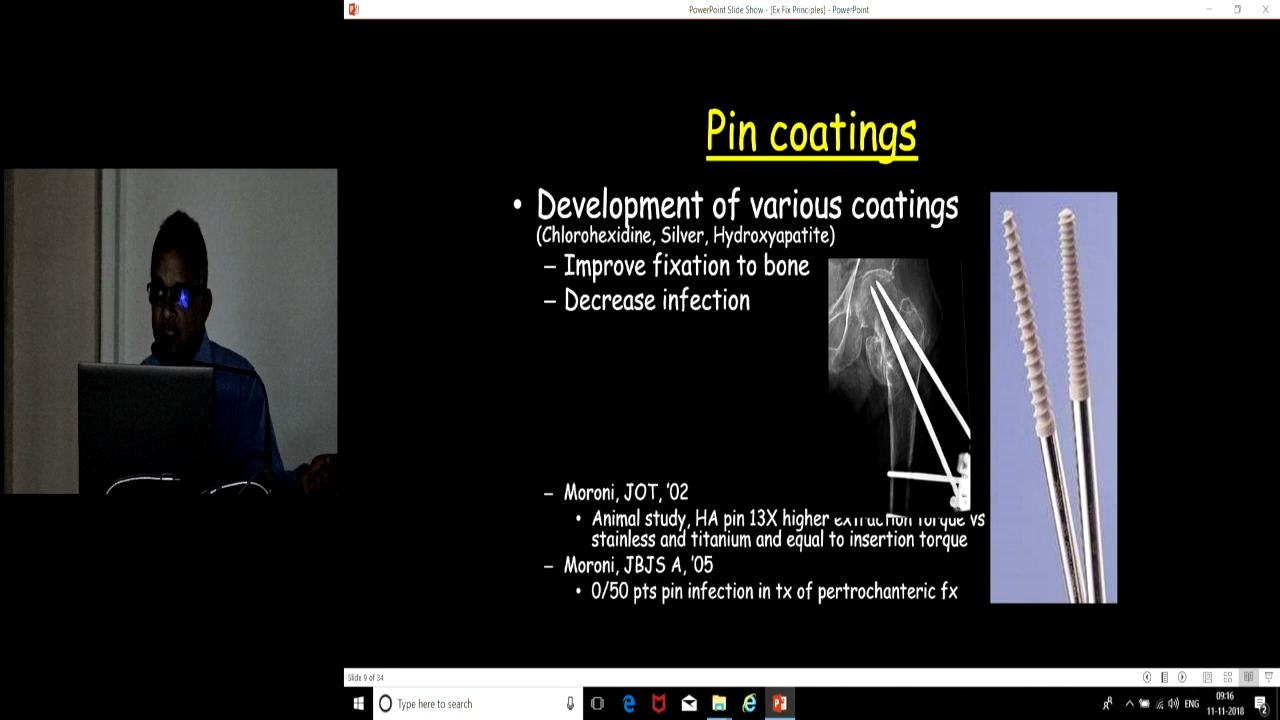 PowerPoint Slide Show - [Ex Fix Principles] - PowerPoint
Pin coatings
• Development of various coatings
(Chlorohexidine, Silver, Hydroxyapatite)
– Improve fixation to bone
– Decrease infection
– Moroni, JOT, '02
• Animal study, HA pin 13X higher extraction torque vs
stainless and titanium and equal to insertion torque
– Moroni, JBJS A, '05
• 0/50 pts pin infection in tx of pertrochanteric fx
Slide 9 of 34
Type here to search
ENG
09:16
11-11-2018
2